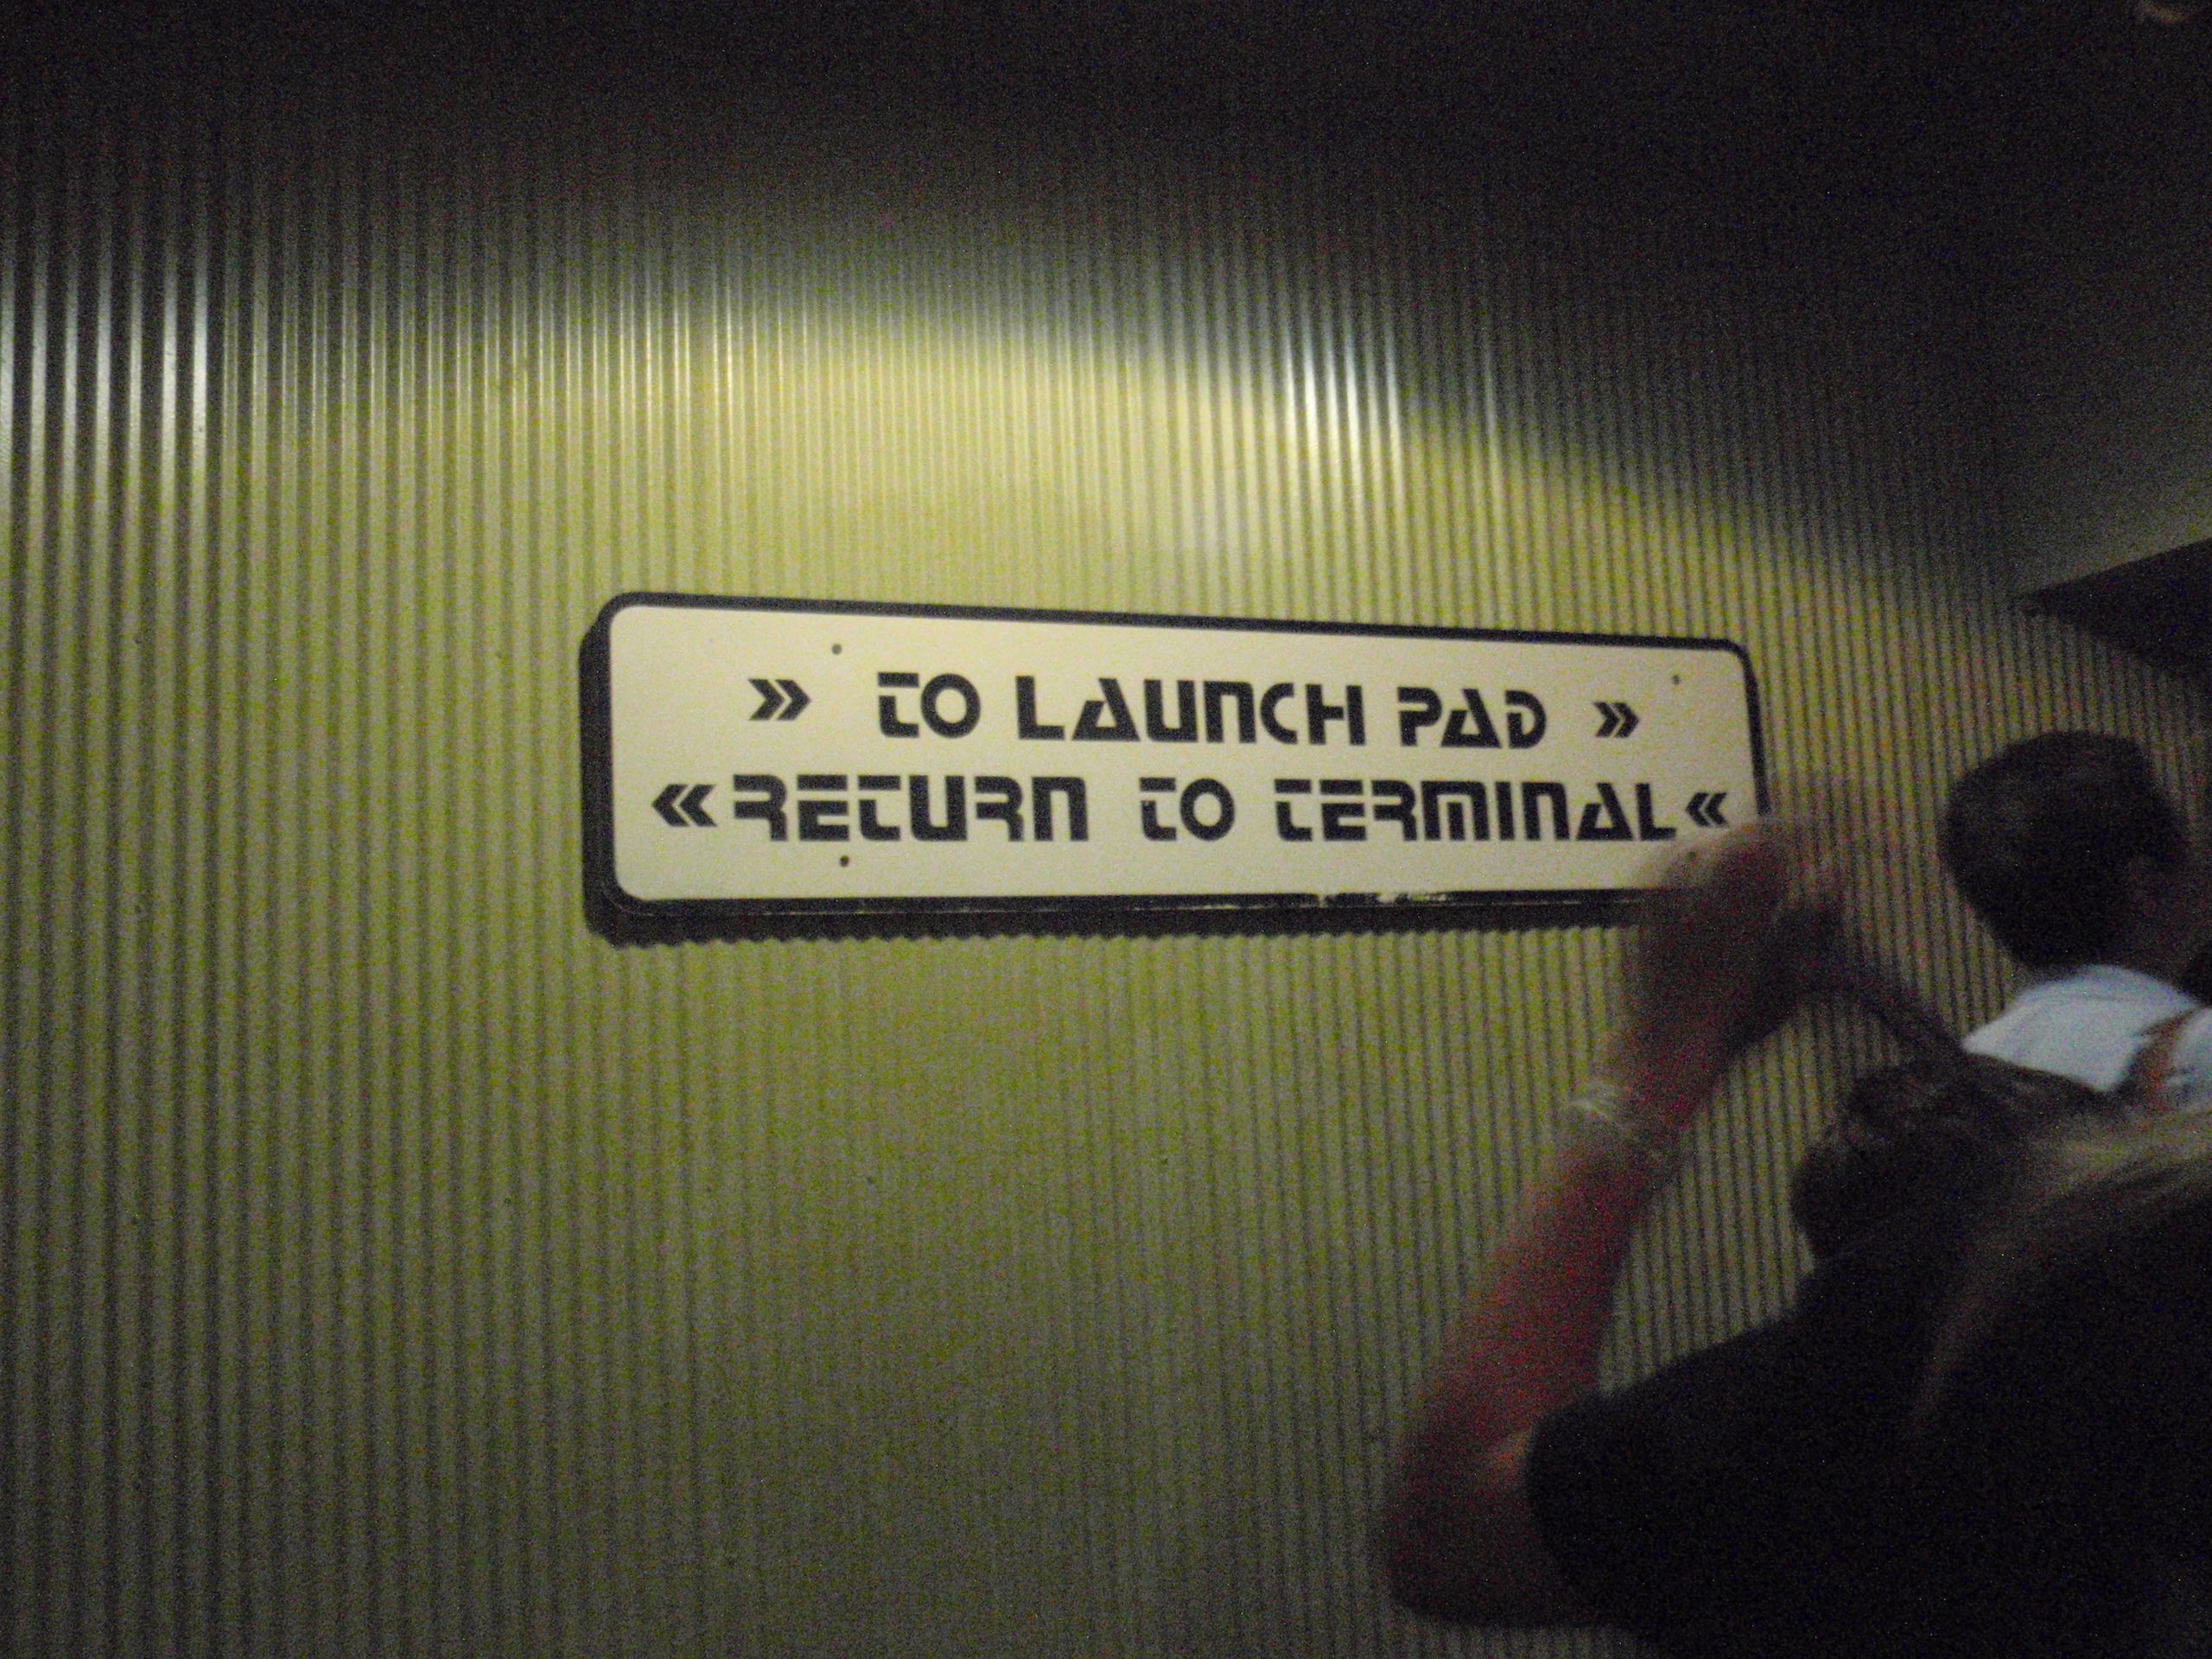 » TO LAUNCH PAD »
« RETURN TO TERMINAL «